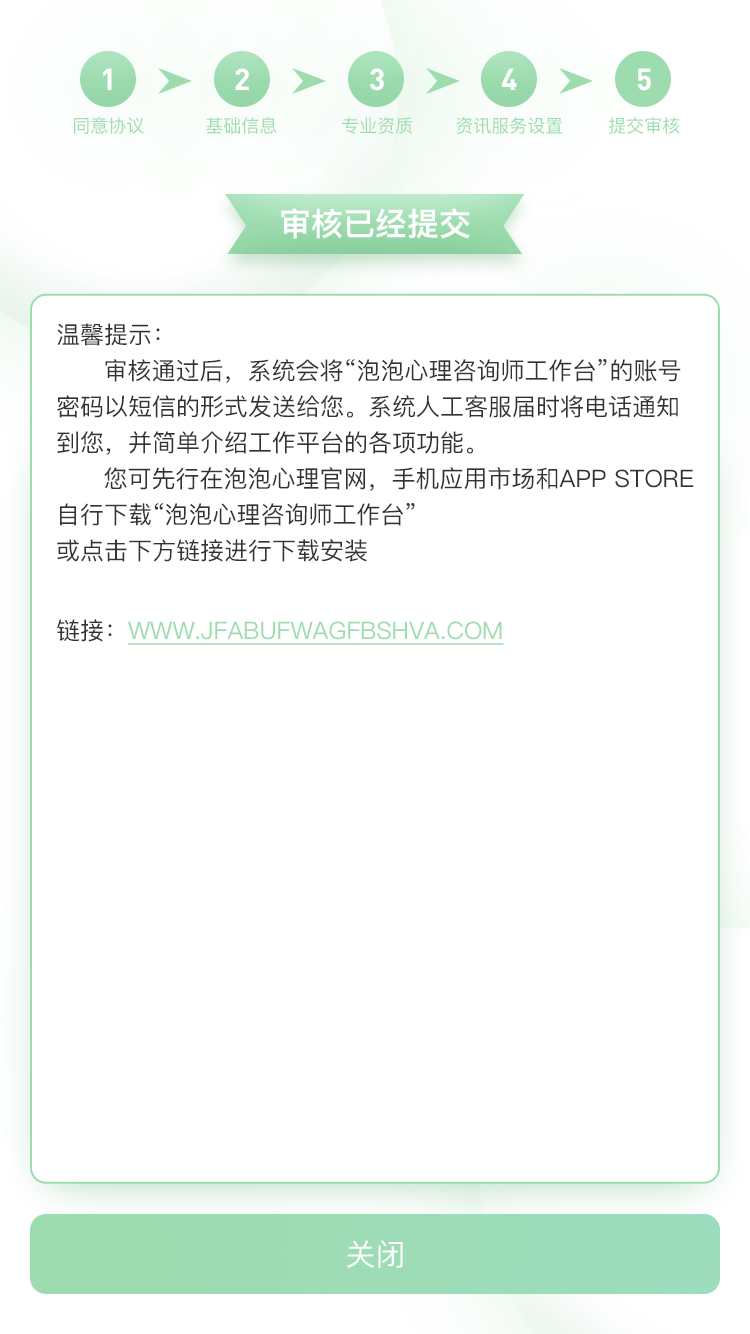 1 2 3 4 5
同意协议 基础信息 专业资质 资讯服务设置 提交审核
审核已经提交
温馨提示：
审核通过后，系统会将“泡泡心理咨询师工作台”的账号
密码以短信的形式发送给您。系统人工客服届时将电话通知
到您，并简单介绍工作平台的各项功能。
您可先行在泡泡心理官网，手机应用市场和APP STORE
自行下载“泡泡心理咨询师工作台”
或点击下方链接进行下载安装
链接：WWW.JFABUFWAGFBSHVA.COM
关闭